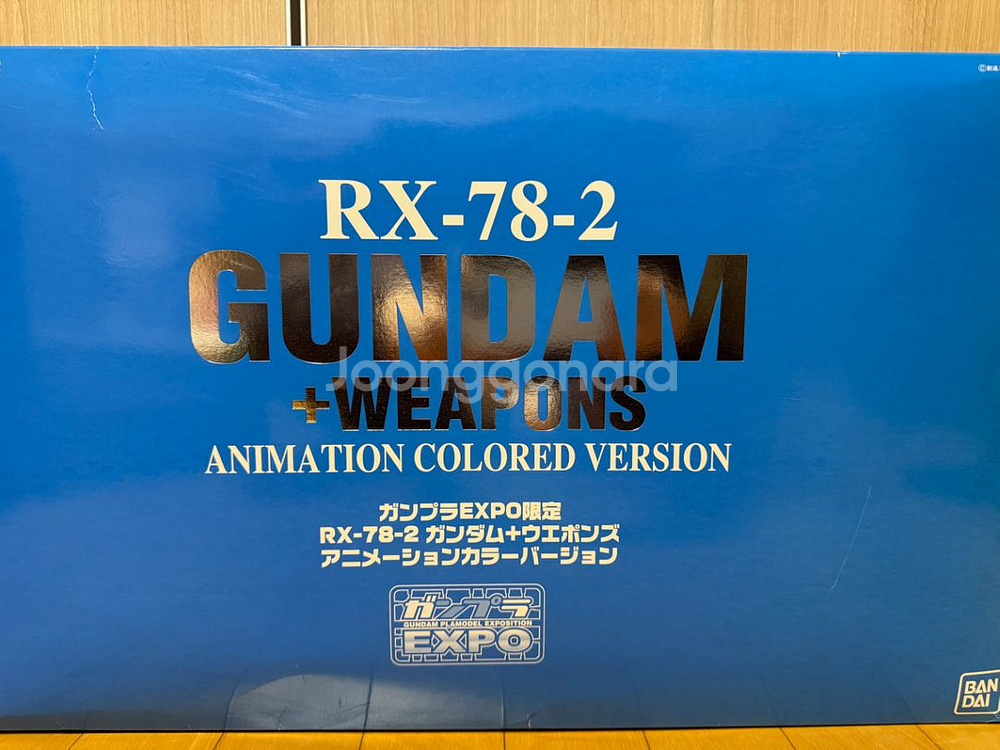 RX-78-2
GUNDAM
+WEAPONS
ANIMATION COLORED VERSION
ガンプラEXPO限定
RX-78-2 ガンダム+ウエポンズ
アニメーションカラーバージョン
ガンプラ
GUNDAM PLAMODEL EXPOSITION
EXPO
BAN
DAI
Joonggonara